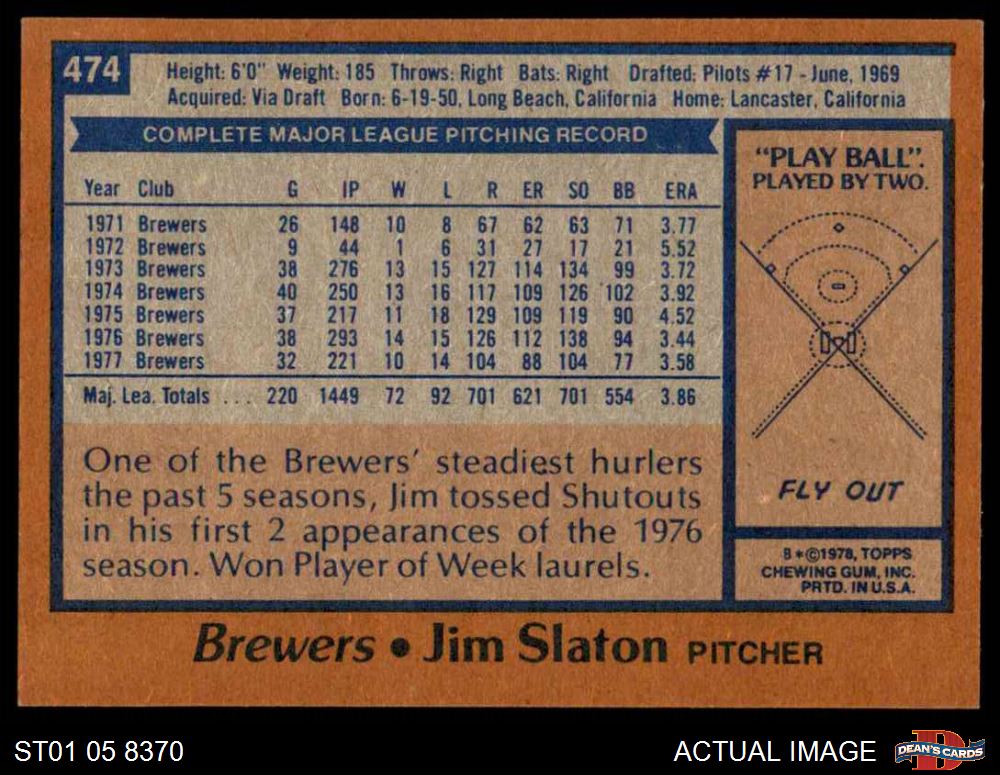 474
Height: 6'0" Weight: 185 Throws: Right Bats: Right Drafted: Pilots #17 - June, 1969
Acquired: Via Draft Born: 6-19-50, Long Beach, California Home: Lancaster, California
COMPLETE MAJOR LEAGUE PITCHING RECORD
Year Club G IP W L R ER SO BB ERA
1971 Brewers 26 148 10 8 67 62 63 71 3.77
1972 Brewers 9 44 1 6 31 27 17 21 5.52
1973 Brewers 38 276 13 15 127 114 134 99 3.72
1974 Brewers 40 250 13 16 117 109 126 102 3.92
1975 Brewers 37 217 11 18 129 109 119 90 4.52
1976 Brewers 38 293 14 15 126 112 138 94 3.44
1977 Brewers 32 221 10 14 104 88 104 77 3.58
Maj. Lea. Totals ... 220 1449 72 92 701 621 701 554 3.86
One of the Brewers' steadiest hurlers
the past 5 seasons, Jim tossed Shutouts
in his first 2 appearances of the 1976
season. Won Player of Week laurels.
"PLAY BALL".
PLAYED BY TWO.
FLY OUT
B*©1978, TOPPS
CHEWING GUM, INC.
PRTD. IN U.S.A.
Brewers • Jim Slaton PITCHER
ST01 05 8370
ACTUAL IMAGE
D
DEAN'S CARDS